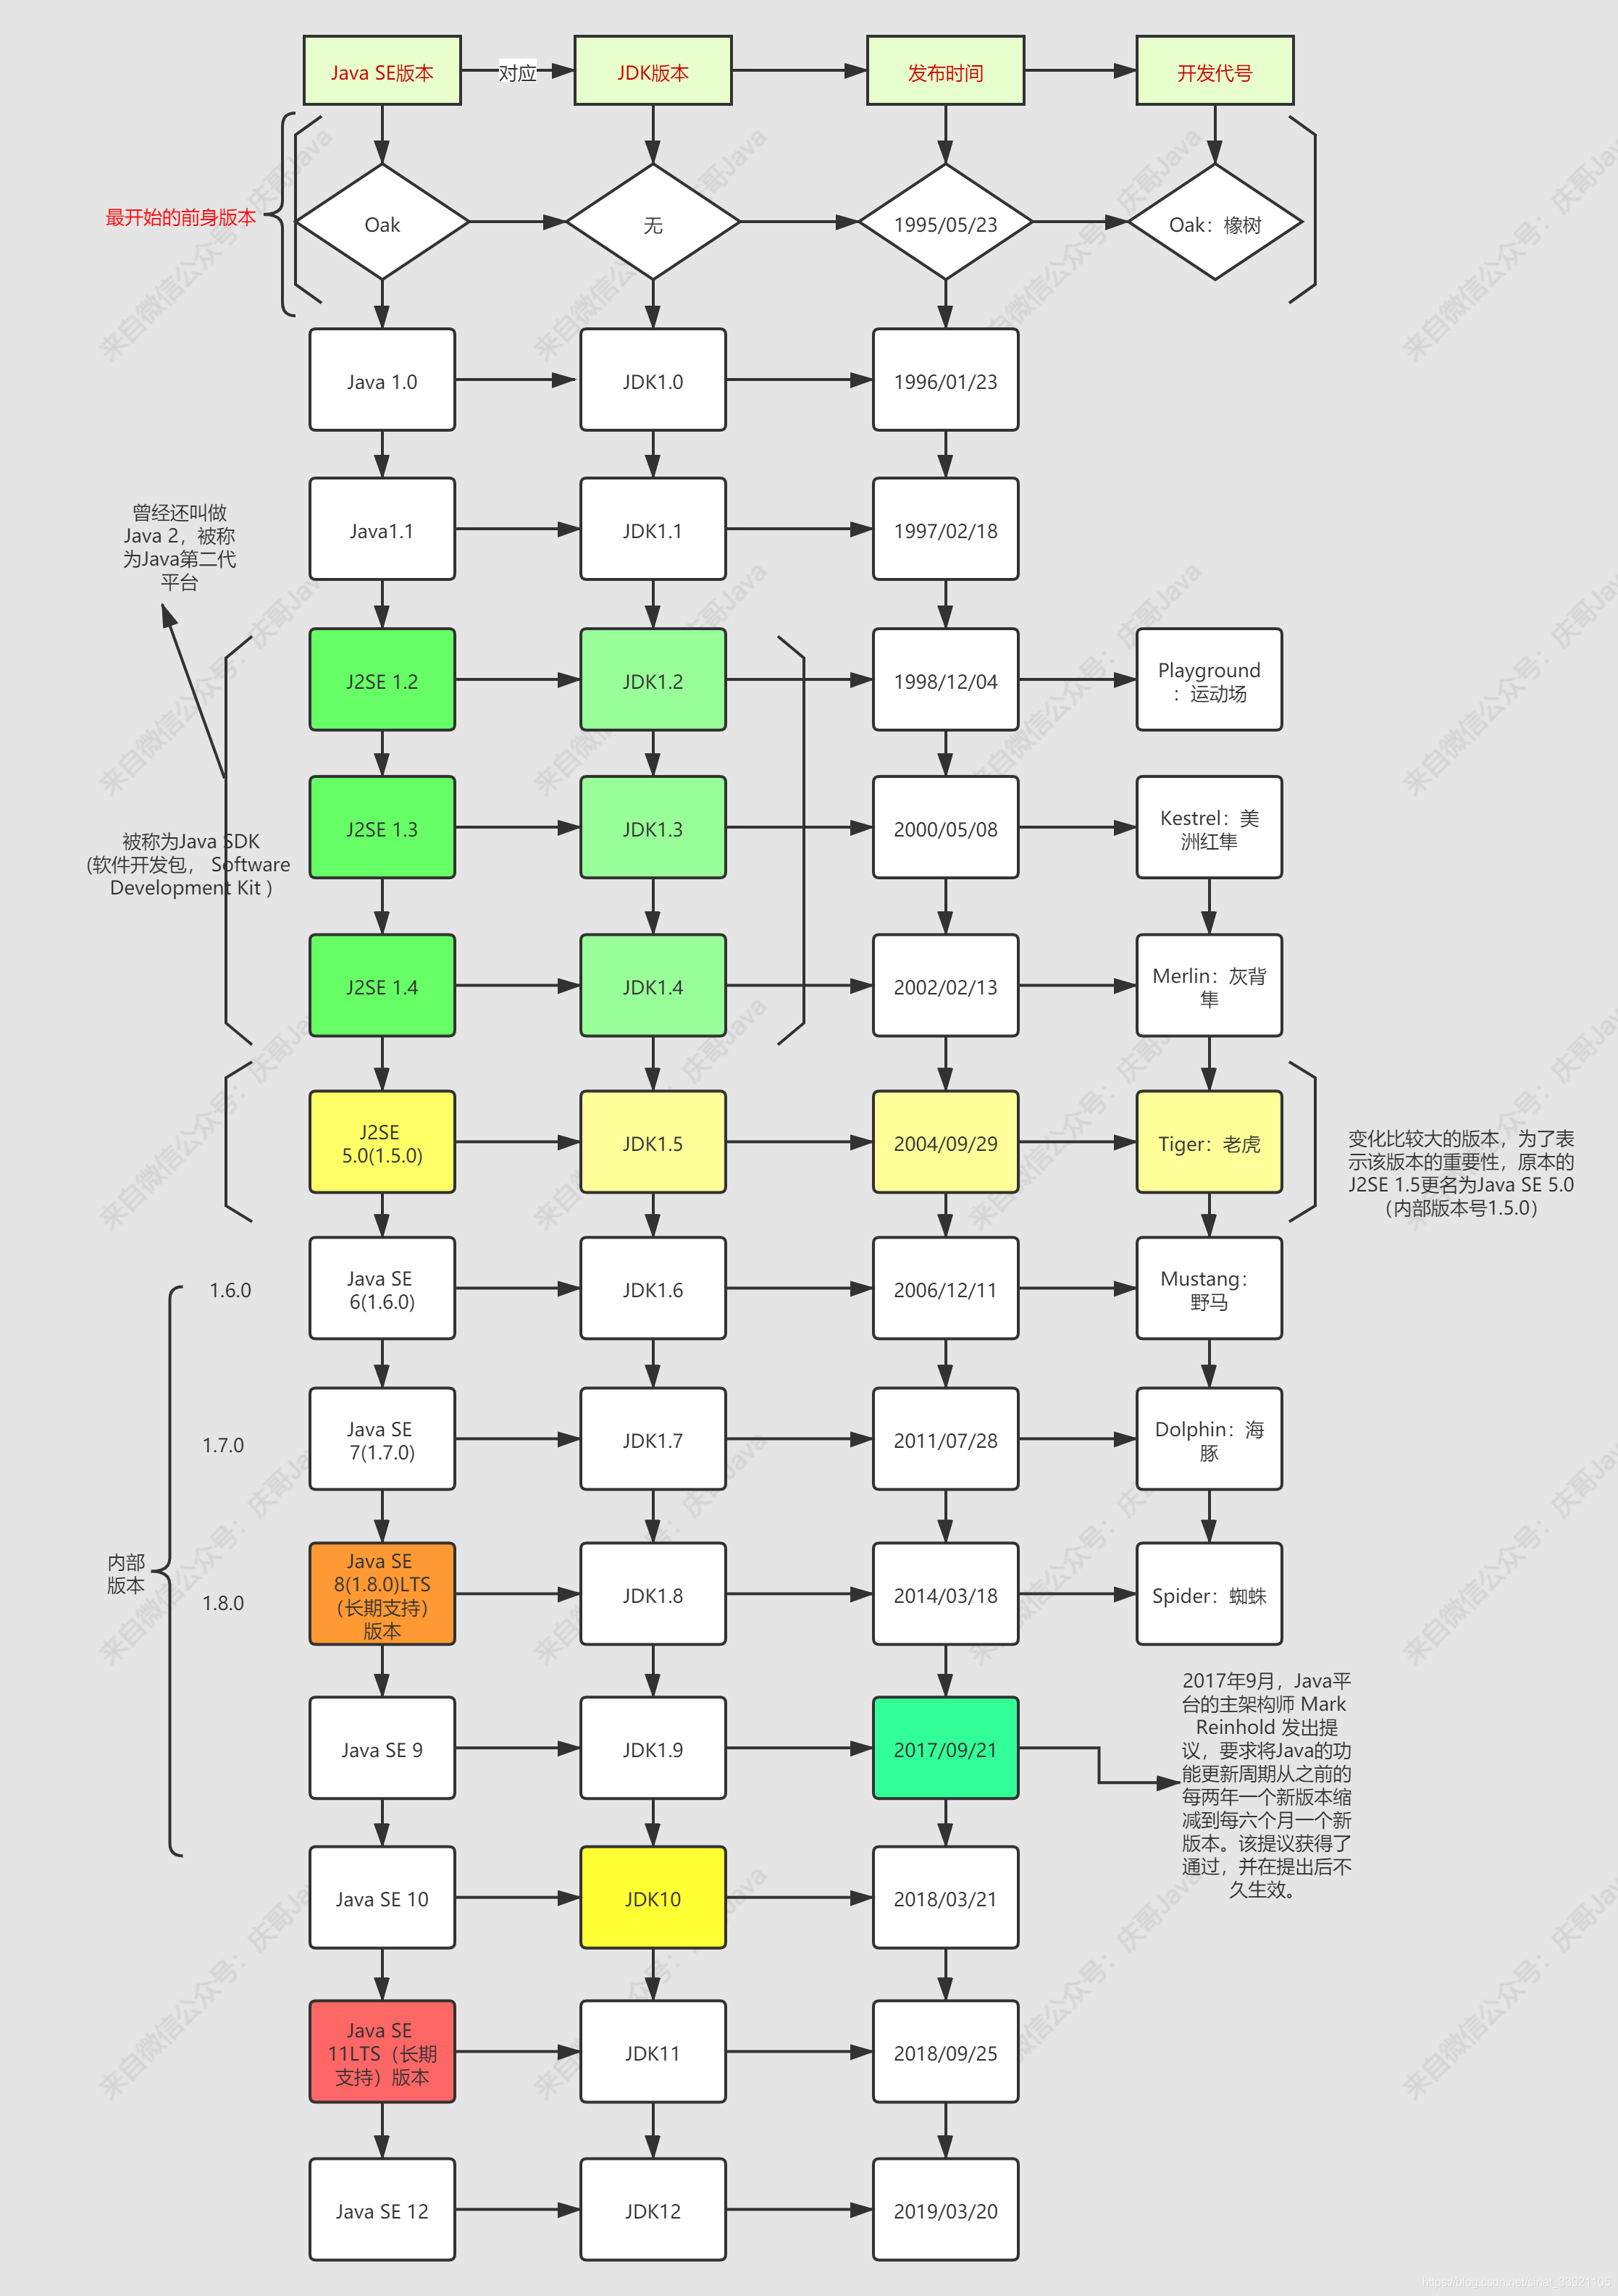 Java SE版本
对应
JDK版本
发布时间
开发代号
最开始的前身版本
Oak
无
1995/05/23
Oak：橡树
Java 1.0
JDK1.0
1996/01/23
Java1.1
JDK1.1
1997/02/18
曾经还叫做
Java 2，被称
为Java第二代
平台
J2SE 1.2
JDK1.2
1998/12/04
Playground
：运动场
J2SE 1.3
JDK1.3
2000/05/08
Kestrel：美
洲红隼
被称为Java SDK
(软件开发包， Software
Development Kit ）
J2SE 1.4
JDK1.4
2002/02/13
Merlin：灰背
隼
J2SE
5.0(1.5.0)
JDK1.5
2004/09/29
Tiger：老虎
变化比较大的版本，为了表
示该版本的重要性，原本的
J2SE 1.5更名为Java SE 5.0
（内部版本号1.5.0）
1.6.0
Java SE
6(1.6.0)
JDK1.6
2006/12/11
Mustang：
野马
1.7.0
Java SE
7(1.7.0)
JDK1.7
2011/07/28
Dolphin：海
豚
内部
版本
1.8.0
Java SE
8(1.8.0)LTS
（长期支持）
版本
JDK1.8
2014/03/18
Spider：蜘蛛
Java SE 9
JDK1.9
2017/09/21
2017年9月，Java平
台的主架构师 Mark
Reinhold 发出提
议，要求将Java的功
能更新周期从之前的
每两年一个新版本缩
减到每六个月一个新
版本。该提议获得了
通过，并在提出后不
久生效。
Java SE 10
JDK10
2018/03/21
Java SE
11LTS（长期
支持）版本
JDK11
2018/09/25
Java SE 12
JDK12
2019/03/20
来自微信公众号：庆哥Java